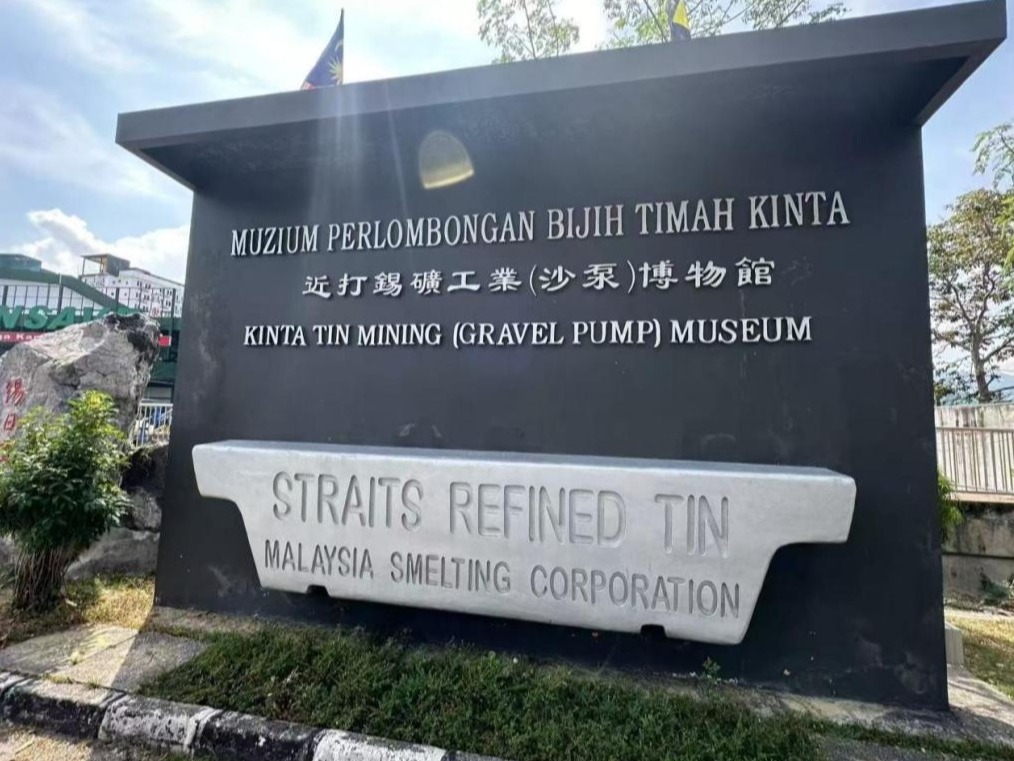 MUZIUM PERLOMBONGAN BIJIH TIMAH KINTA
近打錫礦工業(沙泵)博物館
KINTA TIN MINING (GRAVEL PUMP) MUSEUM
STRAITS REFINED TIN
MALAYSIA SMELTING CORPORATION